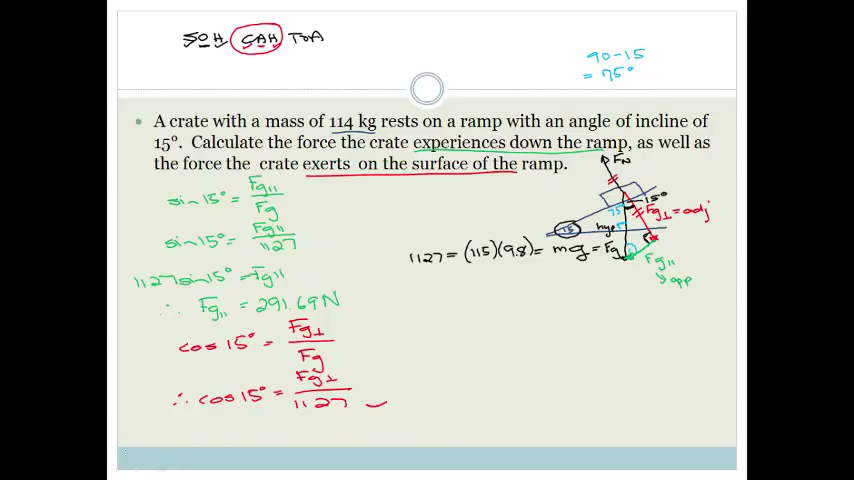 SOH CAH TOA
90-15
= 75°
A crate with a mass of 114 kg rests on a ramp with an angle of incline of
15°. Calculate the force the crate experiences down the ramp, as well as
the force the crate exerts on the surface of the ramp.
FN
15°
75°
Fg⊥ = adj
15
hyp
1127 = (115)(9.8) = mg = Fg
Fg||
↘ opp
sin 15° = Fg|| / Fg
sin 15° = Fg|| / 1127
1127 sin 15° = Fg||
∴ Fg|| = 291.69N
cos 15° = Fg⊥ / Fg
∴ cos 15° = Fg⊥ / 1127